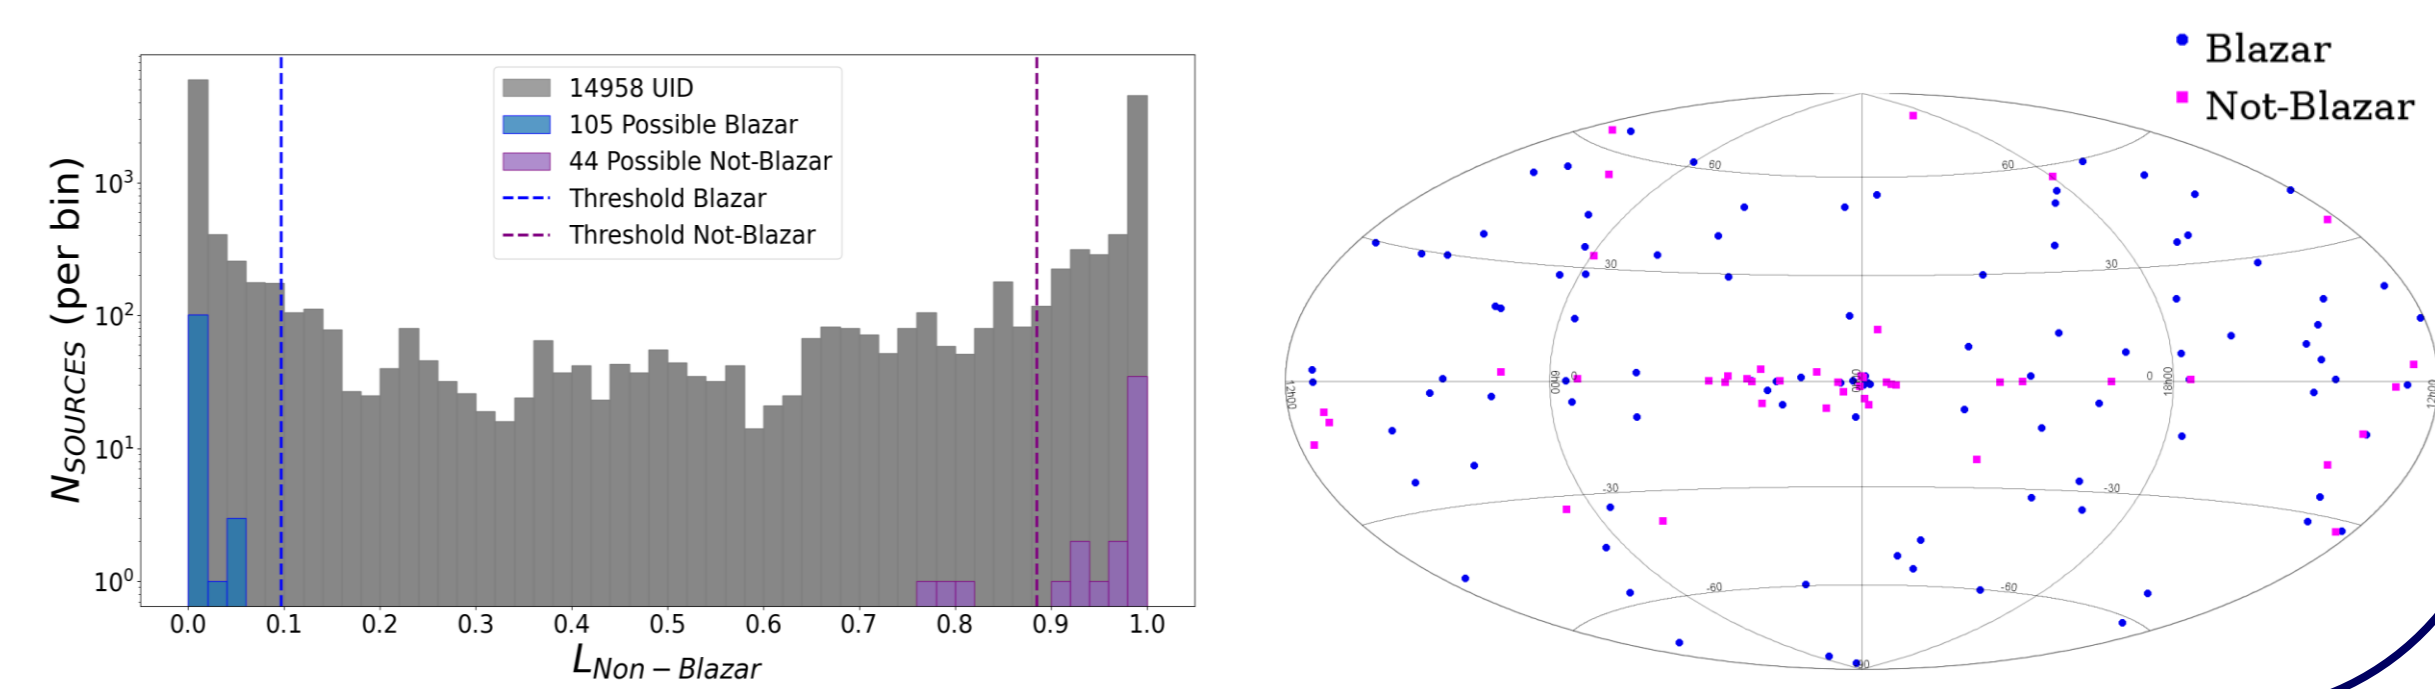 14958 UID
105 Possible Blazar
44 Possible Not-Blazar
Threshold Blazar
Threshold Not-Blazar
N_SOURCES (per bin)
10³
10²
10¹
10⁰
0.0 0.1 0.2 0.3 0.4 0.5 0.6 0.7 0.8 0.9 1.0
L_Non-Blazar
Blazar
Not-Blazar
60 60
30 30
12h00 06h00 0 0 18h00
-30 -30
-60 -60